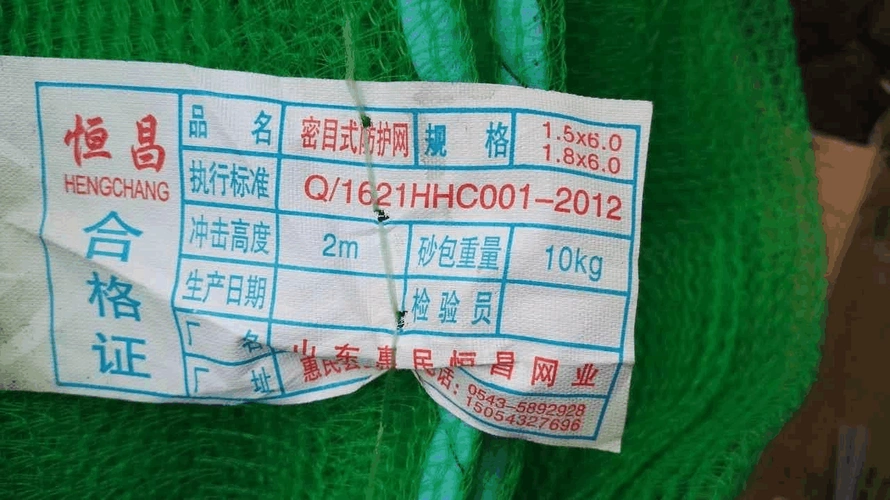 恒昌
HENGCHANG
合格证
品 名 密目式防护网 规 格 1.5x6.0
1.8x6.0
执行标准 Q/1621HHC001-2012
冲击高度 2m 砂包重量 10kg
生产日期 检验员
厂 名 山东惠民恒昌网业
厂 址 惠民县
话: 0543-5892928
15054327696